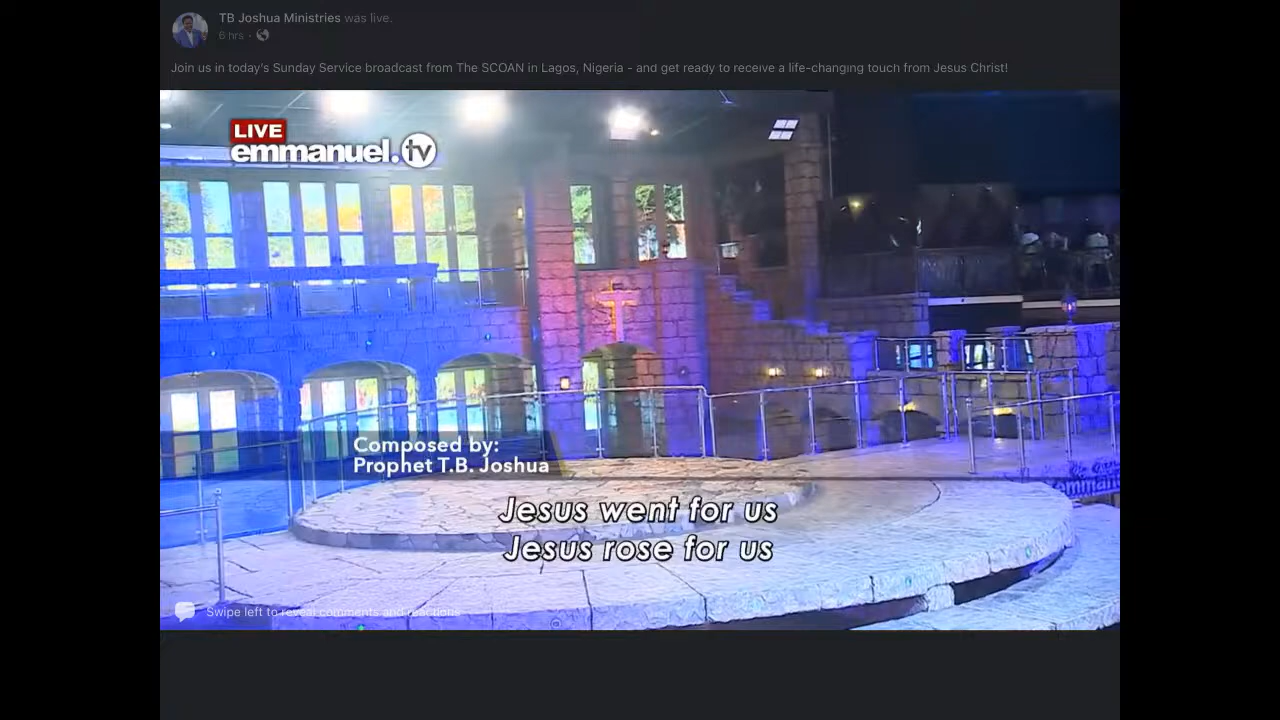 TB Joshua Ministries was live.
6 hrs ·
Join us in today's Sunday Service broadcast from The SCOAN in Lagos, Nigeria - and get ready to receive a life-changing touch from Jesus Christ!
LIVE
emmanuel.tv
Composed by:
Prophet T.B. Joshua
Jesus went for us
Jesus rose for us
Swipe left to reveal comments and reactions